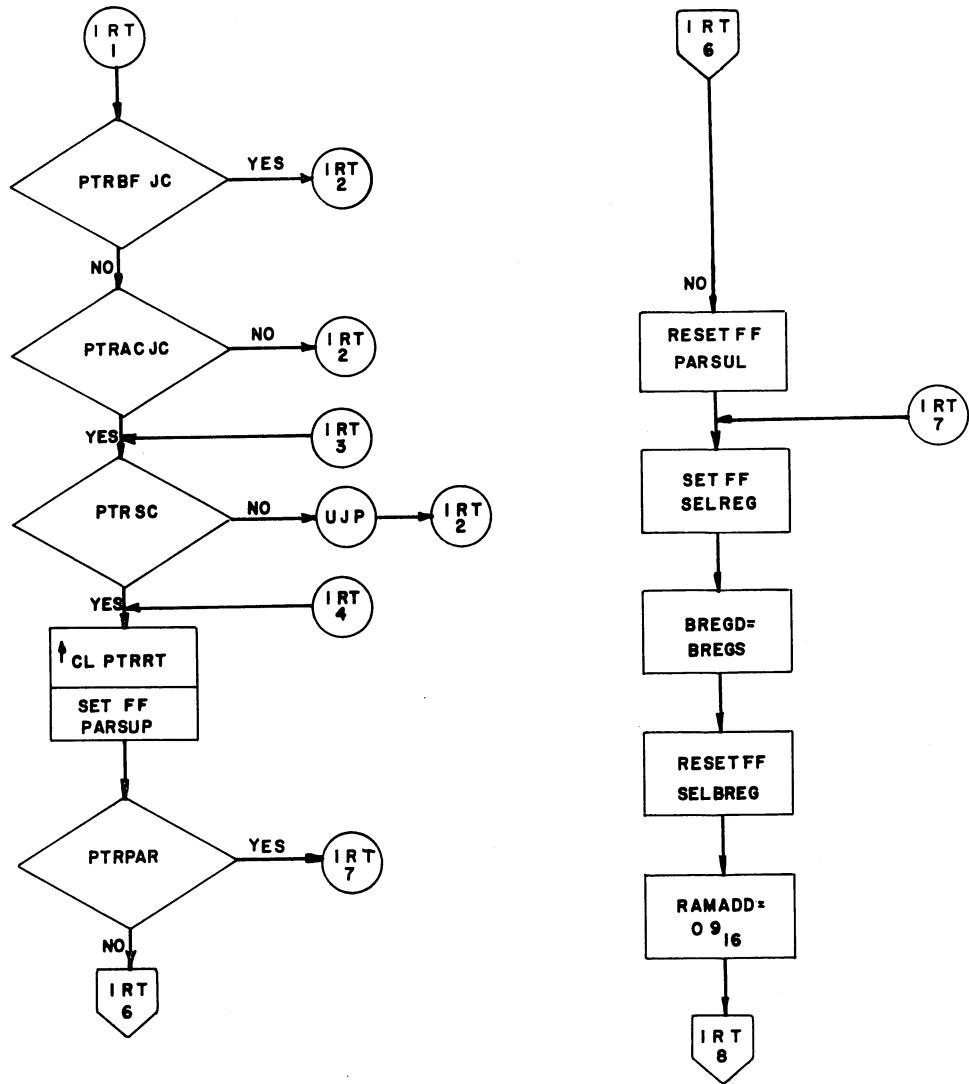 IRT
1
PTRBF JC
YES
IRT
2
NO
PTRACJC
NO
IRT
2
YES
IRT
3
PTRSC
NO
UJP
IRT
2
YES
IRT
4
CL PTRRT
SET FF
PARSUP
PTRPAR
YES
IRT
7
NO
IRT
6
IRT
6
NO
RESET FF
PARSUL
IRT
7
SET FF
SELREG
BREGD=
BREGS
RESET FF
SELBREG
RAMADD=
09
16
IRT
8